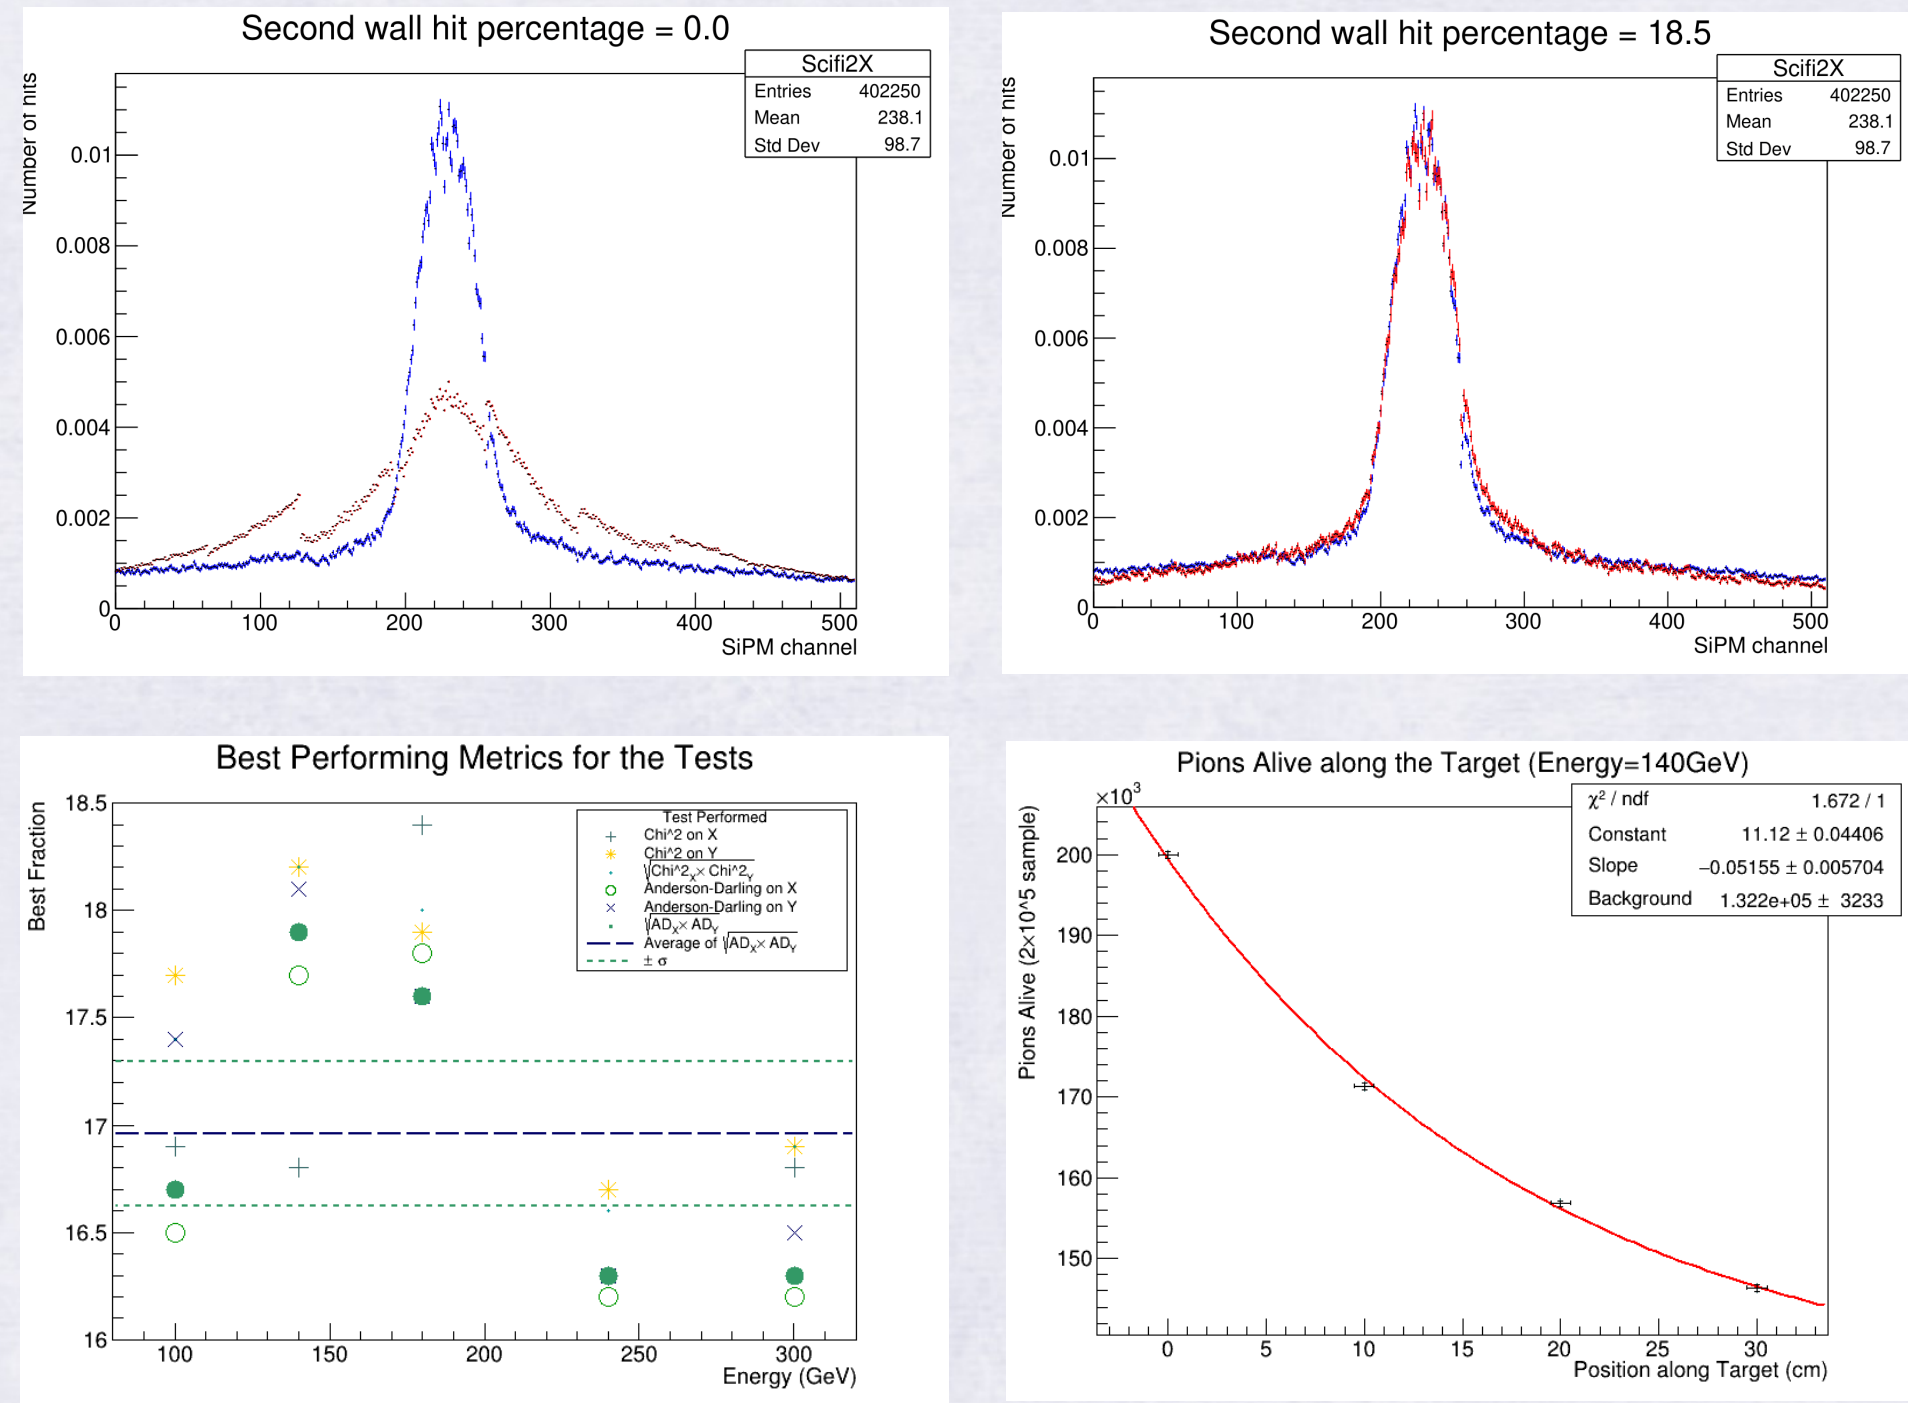 Second wall hit percentage = 0.0
Scifi2X
Entries 402250
Mean 238.1
Std Dev 98.7
Number of hits
0.01
0.008
0.006
0.004
0.002
0
0 100 200 300 400 500
SiPM channel
Second wall hit percentage = 18.5
Scifi2X
Entries 402250
Mean 238.1
Std Dev 98.7
Number of hits
0.01
0.008
0.006
0.004
0.002
0
0 100 200 300 400 500
SiPM channel
Best Performing Metrics for the Tests
Best Fraction
18.5
18
17.5
17
16.5
16
Test Performed
Chi^2 on X
Chi^2 on Y
√Chi^2_X × Chi^2_Y
Anderson-Darling on X
Anderson-Darling on Y
√AD_X × AD_Y
Average of √AD_X × AD_Y
± σ
100 150 200 250 300
Energy (GeV)
Pions Alive along the Target (Energy=140GeV)
×10³
χ² / ndf 1.672 / 1
Constant 11.12 ± 0.04406
Slope −0.05155 ± 0.005704
Background 1.322e+05 ± 3233
Pions Alive (2×10^5 sample)
200
190
180
170
160
150
0 5 10 15 20 25 30
Position along Target (cm)